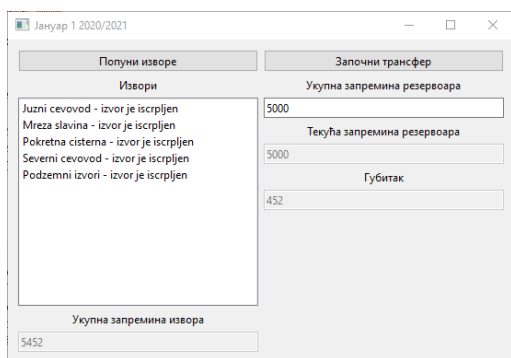 Јануар 1 2020/2021
Попуни изворе
Започни трансфер
Извори
Juzni cevovod - izvor je iscrpljen
Mreza slavina - izvor je iscrpljen
Pokretna cisterna - izvor je iscrpljen
Severni cevovod - izvor je iscrpljen
Podzemni izvori - izvor je iscrpljen
Укупна запремина извора
5452
Укупна запремина резервоара
5000
Текућа запремина резервоара
5000
Губитак
452